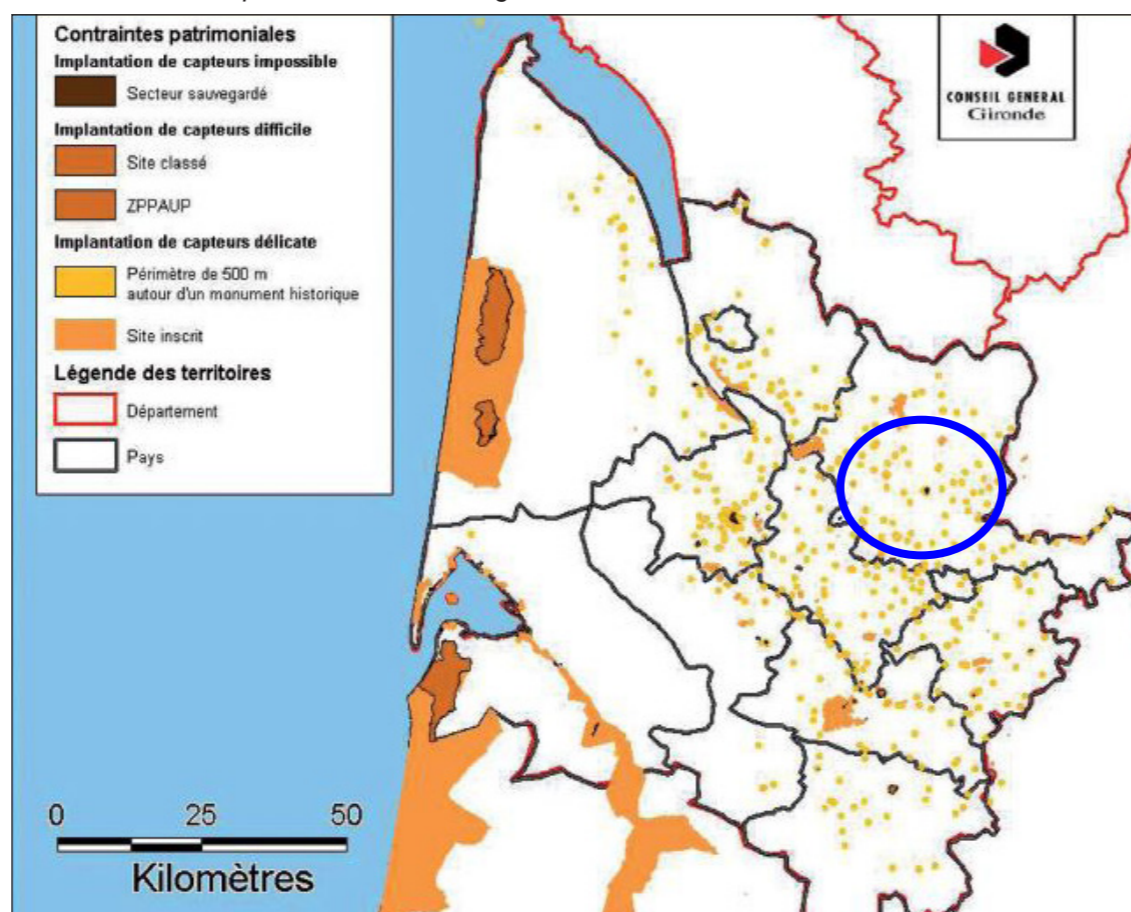 Contraintes patrimoniales
Implantation de capteurs impossible
Secteur sauvegardé
Implantation de capteurs difficile
Site classé
ZPPAUP
Implantation de capteurs délicate
Périmètre de 500 m
autour d'un monument historique
Site inscrit
Légende des territoires
Département
Pays
CONSEIL GENERAL
Gironde
0 25 50
Kilomètres